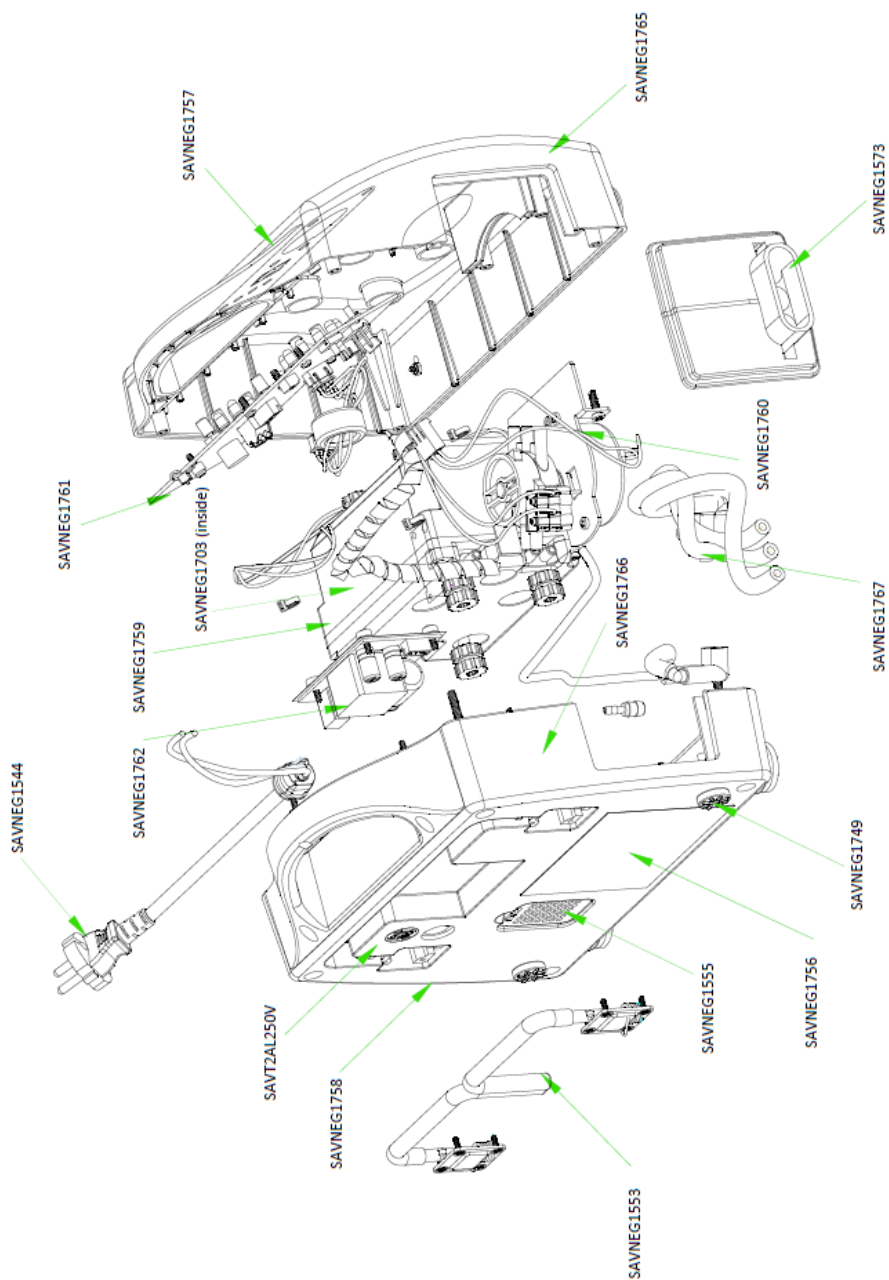 SAVNEG1765
SAVNEG1757
SAVNEG1573
SAVNEG1761
SAVNEG1703 (inside)
SAVNEG1760
SAVNEG1759
SAVNEG1766
SAVNEG1767
SAVNEG1762
SAVNEG1544
SAVNEG1749
SAVT2AL250V
SAVNEG1756
SAVNEG1555
SAVNEG1758
SAVNEG1553